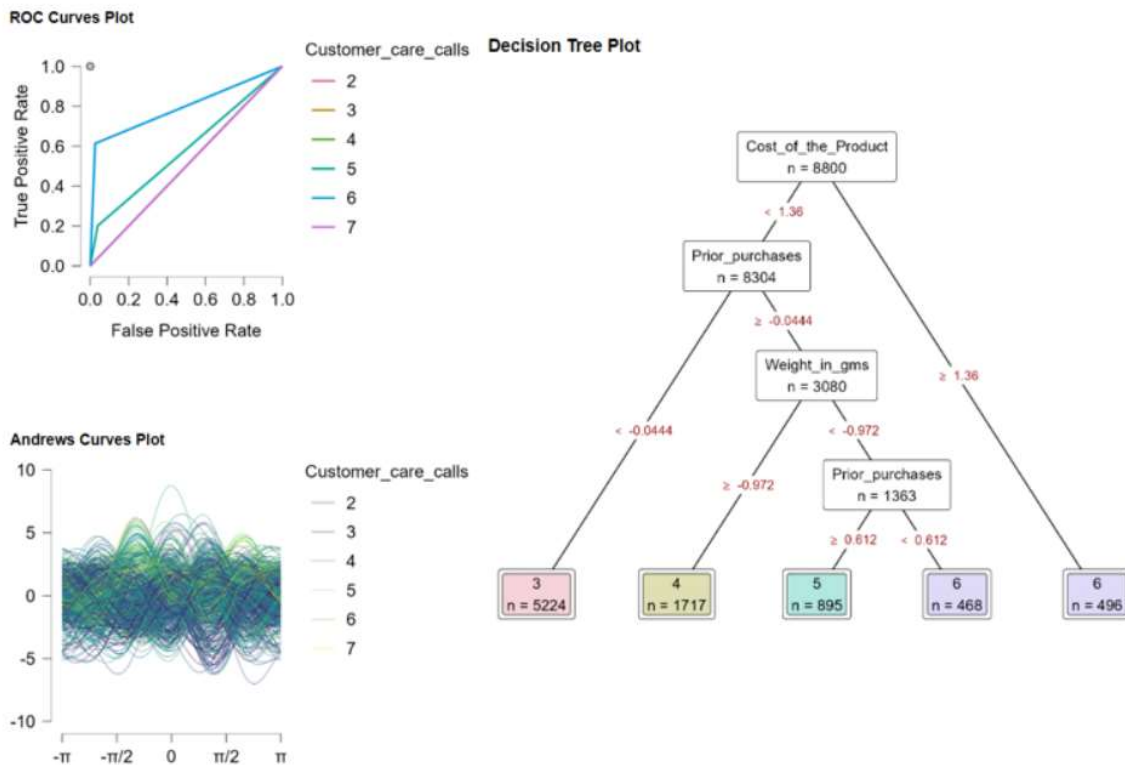 ROC Curves Plot
Customer_care_calls
2
3
4
5
6
7
True Positive Rate
1.0
0.8
0.6
0.4
0.2
0.0
0.0 0.2 0.4 0.6 0.8 1.0
False Positive Rate
Andrews Curves Plot
Customer_care_calls
2
3
4
5
6
7
10
5
0
-5
-10
-π -π/2 0 π/2 π
Decision Tree Plot
Cost_of_the_Product
n = 8800
< 1.36
≥ 1.36
Prior_purchases
n = 8304
< -0.0444
≥ -0.0444
Weight_in_gms
n = 3080
≥ -0.972
< -0.972
Prior_purchases
n = 1363
≥ 0.612
< 0.612
3
n = 5224
4
n = 1717
5
n = 895
6
n = 468
6
n = 496